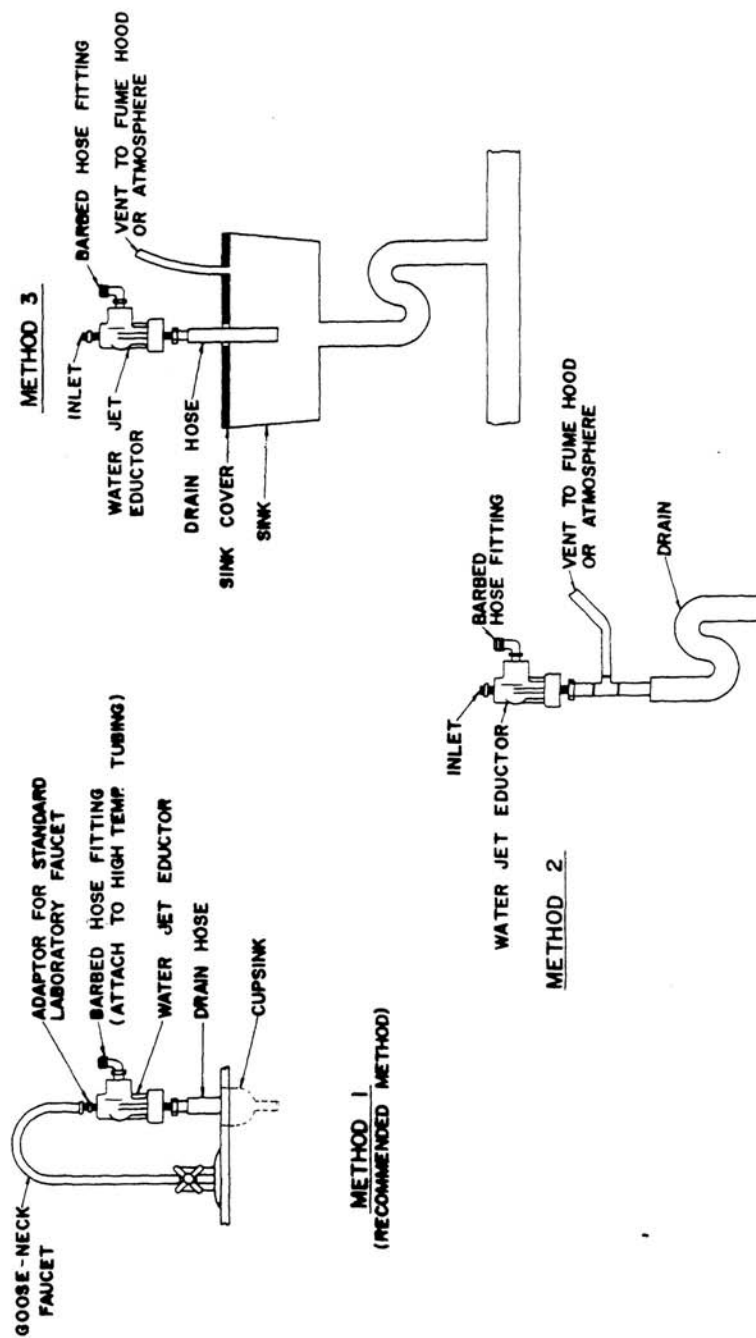 GOOSE-NECK
FAUCET
ADAPTOR FOR STANDARD
LABORATORY FAUCET
BARBED HOSE FITTING
(ATTACH TO HIGH TEMP. TUBING)
WATER JET EDUCTOR
DRAIN HOSE
CUPSINK
METHOD 1
(RECOMMENDED METHOD)
INLET
BARBED
HOSE FITTING
WATER JET EDUCTOR
VENT TO FUME HOOD
OR ATMOSPHERE
DRAIN
METHOD 2
METHOD 3
INLET
BARBED HOSE FITTING
WATER JET
EDUCTOR
VENT TO FUME HOOD
OR ATMOSPHERE
DRAIN HOSE
SINK COVER
SINK